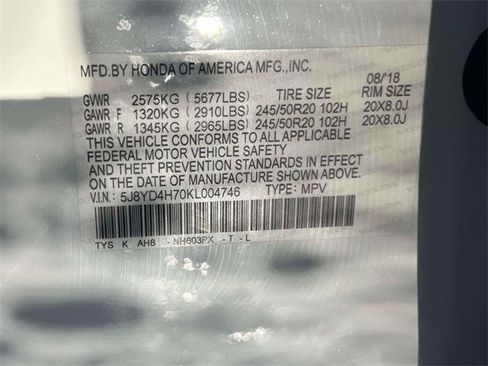 MFD.BY HONDA OF AMERICA MFG.,INC. 08/'18
GVWR 2575KG ( 5677LBS) TIRE SIZE RIM SIZE
GAWR F 1320KG ( 2910LBS) 245/50R20 102H 20X8.0J
GAWR R 1345KG ( 2965LBS) 245/50R20 102H 20X8.0J
THIS VEHICLE CONFORMS TO ALL APPLICABLE
FEDERAL MOTOR VEHICLE SAFETY
AND THEFT PREVENTION STANDARDS IN EFFECT
ON THE DATE OF MANUFACTURE SHOWN ABOVE.
V.I.N.: 5J8YD4H70KL004746 TYPE: MPV
TYS K AH8 -NH603PX -T -L